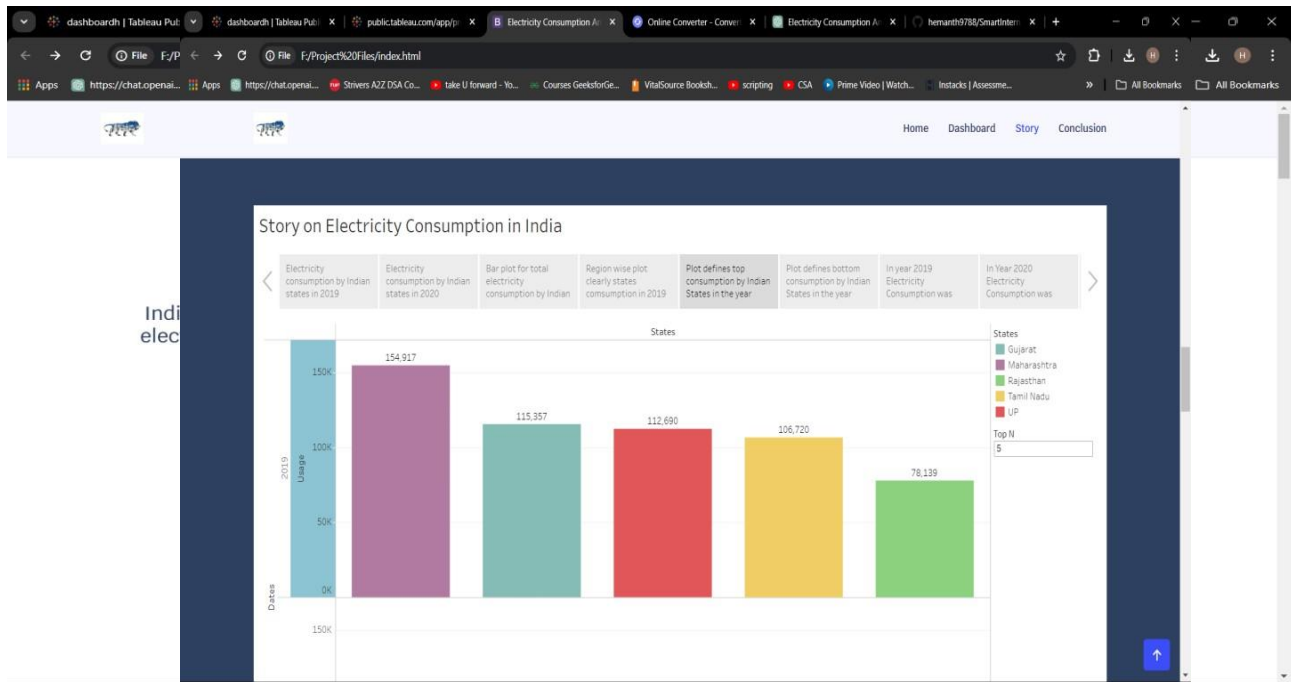 dashboardh | Tableau Pub
dashboardh | Tableau Publ
public.tableau.com/app/pr
Electricity Consumption An
Online Converter - Convert
Electricity Consumption An
hemanth9788/SmartIntern
File F:/P
File F:/Project%20Files/index.html
Apps
https://chat.openai...
Apps
https://chat.openai...
Strivers A2Z DSA Co...
take U forward - Yo...
Courses GeeksforGe...
VitalSource Booksh...
scripting
CSA
Prime Video | Watch...
Instacks | Assessme...
»
All Bookmarks
All Bookmarks
Home Dashboard Story Conclusion
Indi
elec
Story on Electricity Consumption in India
Electricity
consumption by Indian
states in 2019
Electricity
consumption by Indian
states in 2020
Bar plot for total
electricity
consumption by Indian
Region wise plot
clearly states
comsumption in 2019
Plot defines top
consumption by Indian
States in the year
Plot defines bottom
consumption by Indian
States in the year
In year 2019
Electricity
Consumption was
In Year 2020
Electricity
Consumption was
States
154,917
115,357
112,690
106,720
78,139
150K
100K
50K
0K
150K
2019
Usage
Dates
States
Gujarat
Maharashtra
Rajasthan
Tamil Nadu
UP
Top N
5